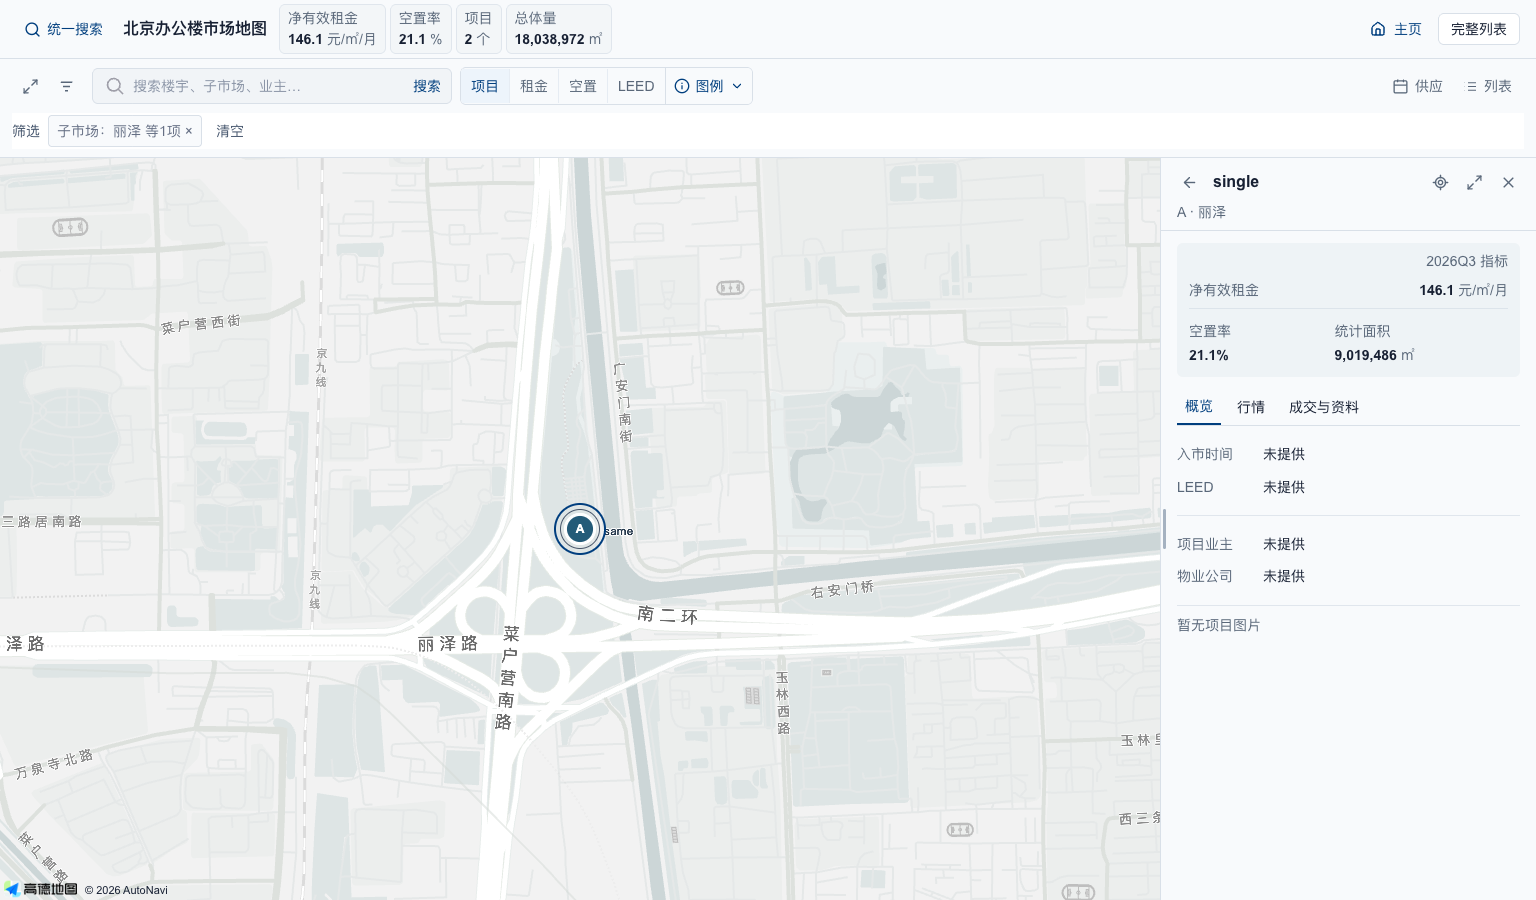 统一搜索
北京办公楼市场地图
净有效租金
146.1 元/㎡/月
空置率
21.1 %
项目
2 个
总体量
18,038,972 ㎡
主页
完整列表
搜索楼宇、子市场、业主…
搜索
项目
租金
空置
LEED
图例
供应
列表
筛选
子市场：丽泽 等1项 ×
清空
菜户营西街
京九线
广安门南街
三路居南路
A
same
京九线
右安门桥
南二环
泽路
丽泽路
菜户营南路
玉林西路
玉林里
万泉寺北路
西三条
高德地图
© 2026 AutoNavi
single
A · 丽泽
2026Q3 指标
净有效租金
146.1 元/㎡/月
空置率
统计面积
21.1%
9,019,486 ㎡
概览
行情
成交与资料
入市时间
未提供
LEED
未提供
项目业主
未提供
物业公司
未提供
暂无项目图片